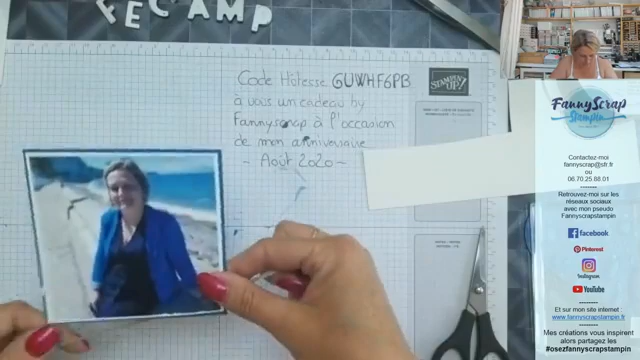 FECAMP
Code Hôtesse GUWHF6PB
à vous un cadeau by
Fannyscrap à l'occasion
de mon anniversaire
- Août 2020 -
STAMPIN' UP!
FannyScrap
Stampin
Contactez-moi
fannyscrap@sfr.fr
ou
06.70.25.68.01
--------
Retrouvez-moi sur les
réseaux sociaux
avec mon pseudo
Fannyscrapstampin
facebook
Pinterest
Instagram
YouTube
--------
Et sur mon site internet :
www.fannyscrapstampin.fr
--------
Mes créations vous inspirent
alors partagez les
#osezfannyscrapstampin